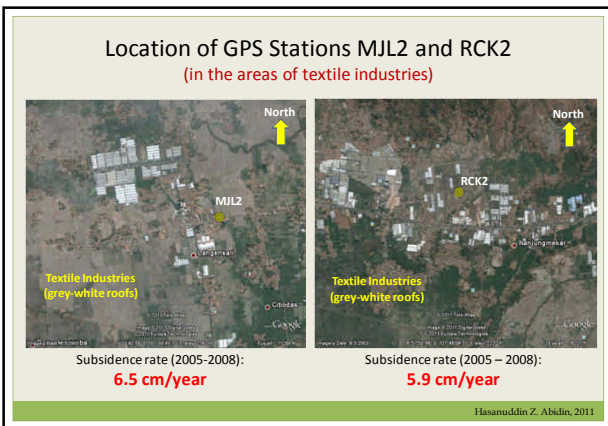 Location of GPS Stations MJL2 and RCK2
(in the areas of textile industries)
North
MJL2
Langensari
Textile Industries
(grey-white roofs)
Cibodas
Google
Subsidence rate (2005-2008):
6.5 cm/year
North
RCK2
Nanjungmekar
Textile Industries
(grey-white roofs)
Google
Subsidence rate (2005 – 2008):
5.9 cm/year
Hasanuddin Z. Abidin, 2011